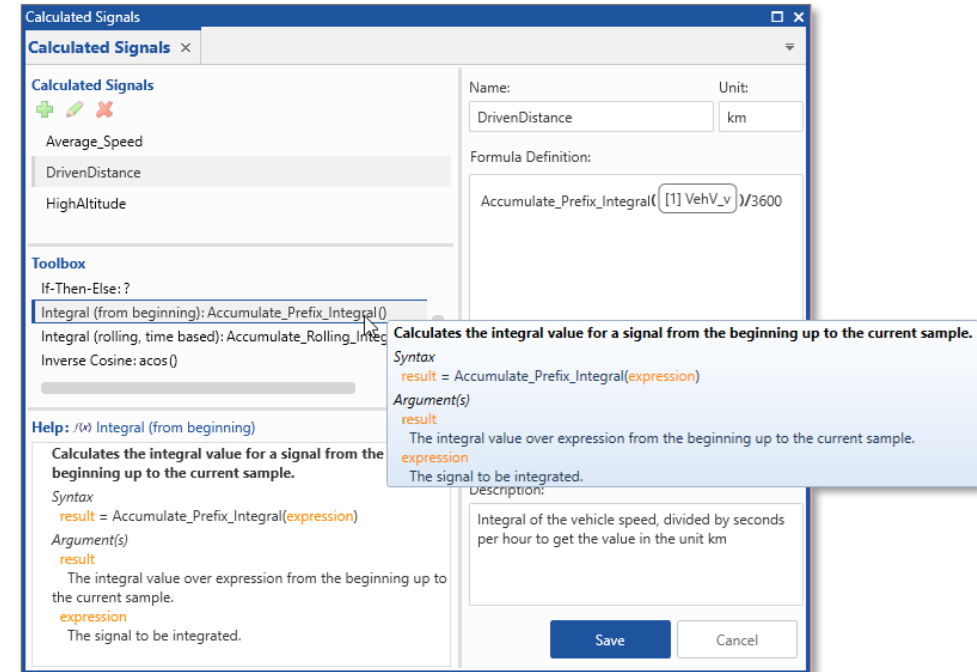 Calculated Signals
Calculated Signals ×
Calculated Signals
Average_Speed
DrivenDistance
HighAltitude
Toolbox
If-Then-Else: ?
Integral (from beginning): Accumulate_Prefix_Integral()
Integral (rolling, time based): Accumulate_Rolling_Integ
Inverse Cosine: acos()
Help: f(x) Integral (from beginning)
Calculates the integral value for a signal from the
beginning up to the current sample.
Syntax
result = Accumulate_Prefix_Integral(expression)
Argument(s)
result
The integral value over expression from the beginning up to
the current sample.
expression
The signal to be integrated.
Name:
Unit:
DrivenDistance
km
Formula Definition:
Accumulate_Prefix_Integral([1] VehV_v)/3600
Calculates the integral value for a signal from the beginning up to the current sample.
Syntax
result = Accumulate_Prefix_Integral(expression)
Argument(s)
result
The integral value over expression from the beginning up to the current sample.
expression
The signal to be integrated.
Description:
Integral of the vehicle speed, divided by seconds
per hour to get the value in the unit km
Save
Cancel